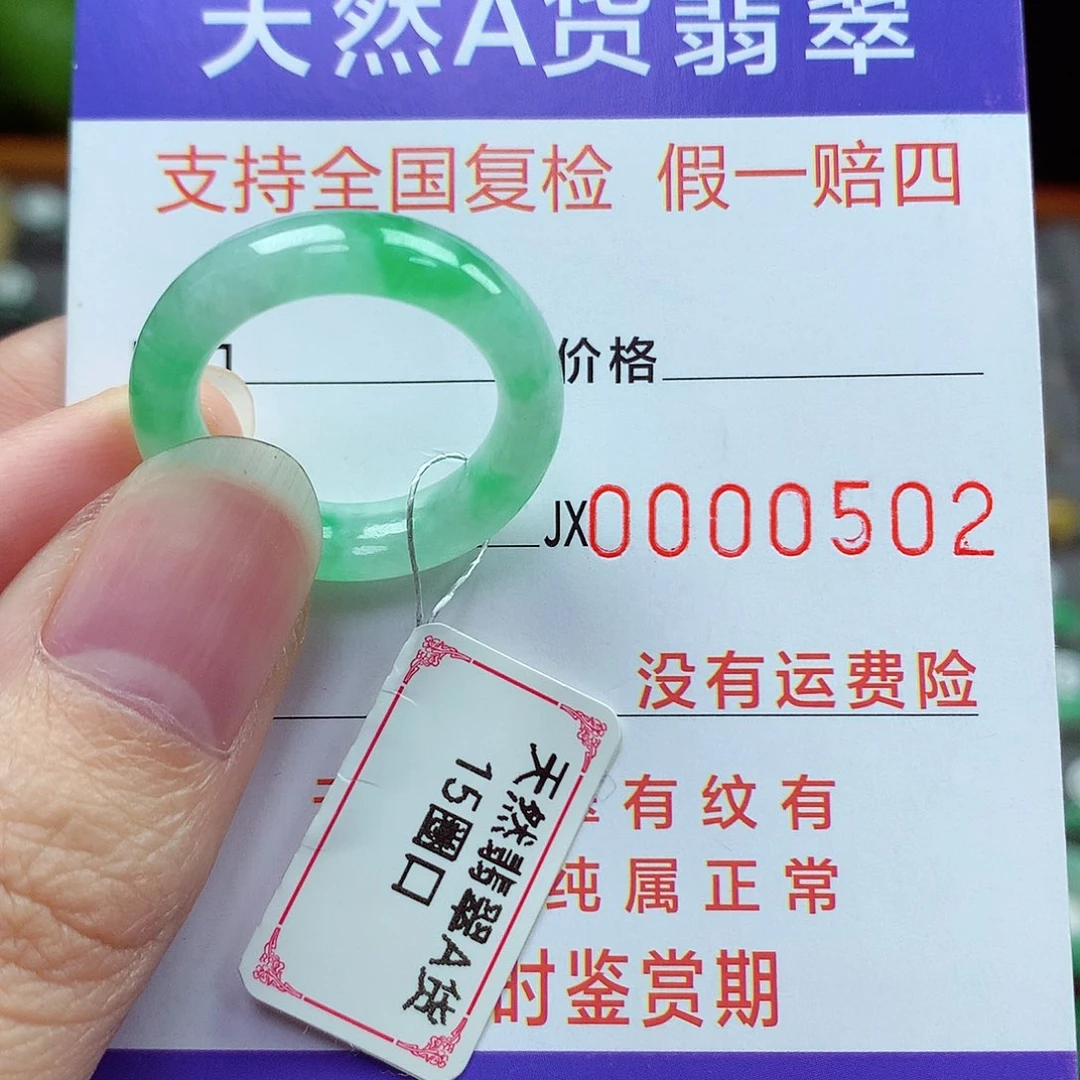 天然A货翡翠
支持全国复检 假一赔四
价格
JX0000502
没有运费险
有纹有
纯属正常
时鉴赏期
天然翡翠A货
15圈口